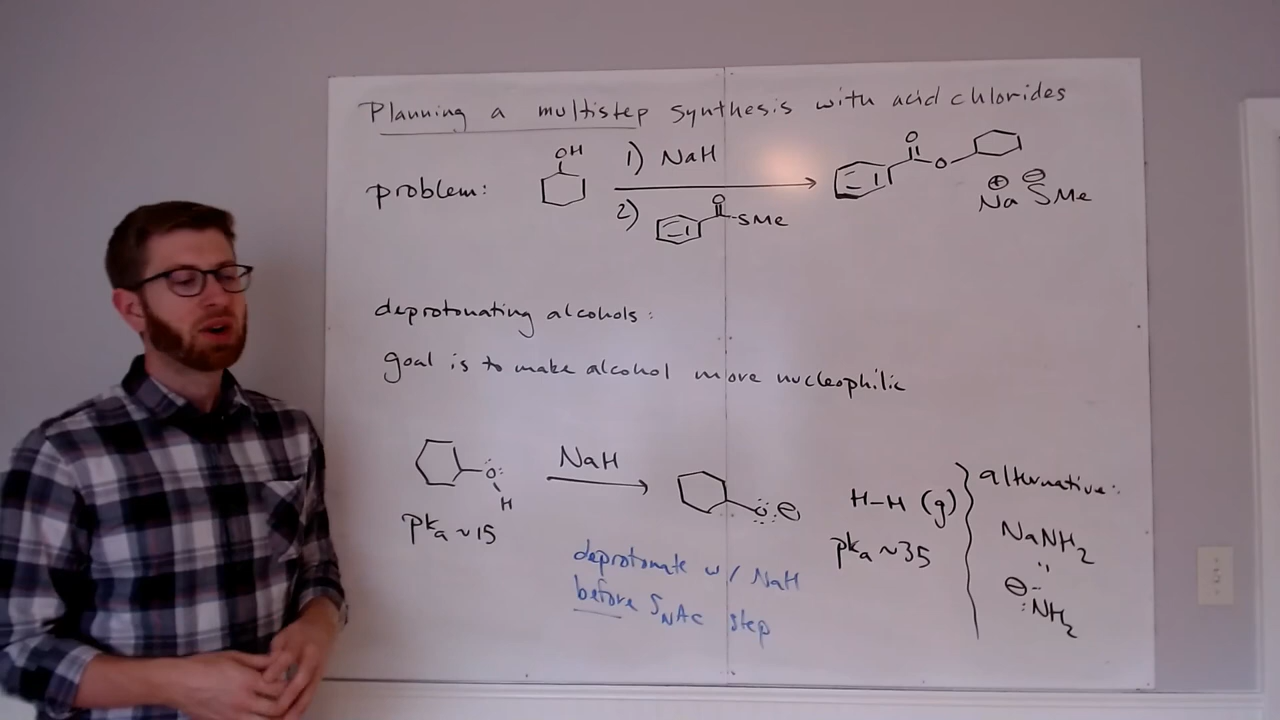 Planning a multistep synthesis with acid chlorides
problem:
OH
1) NaH
2)
O
SMe
O
O
⊕ ⊖
Na SMe
deprotonating alcohols:
goal is to make alcohol more nucleophilic
O
H
pka ~15
NaH
O ⊖
H–H (g)
pka ~35
deprotonate w/ NaH
before SNAc step
alternative:
NaNH2
"
⊖
:NH2